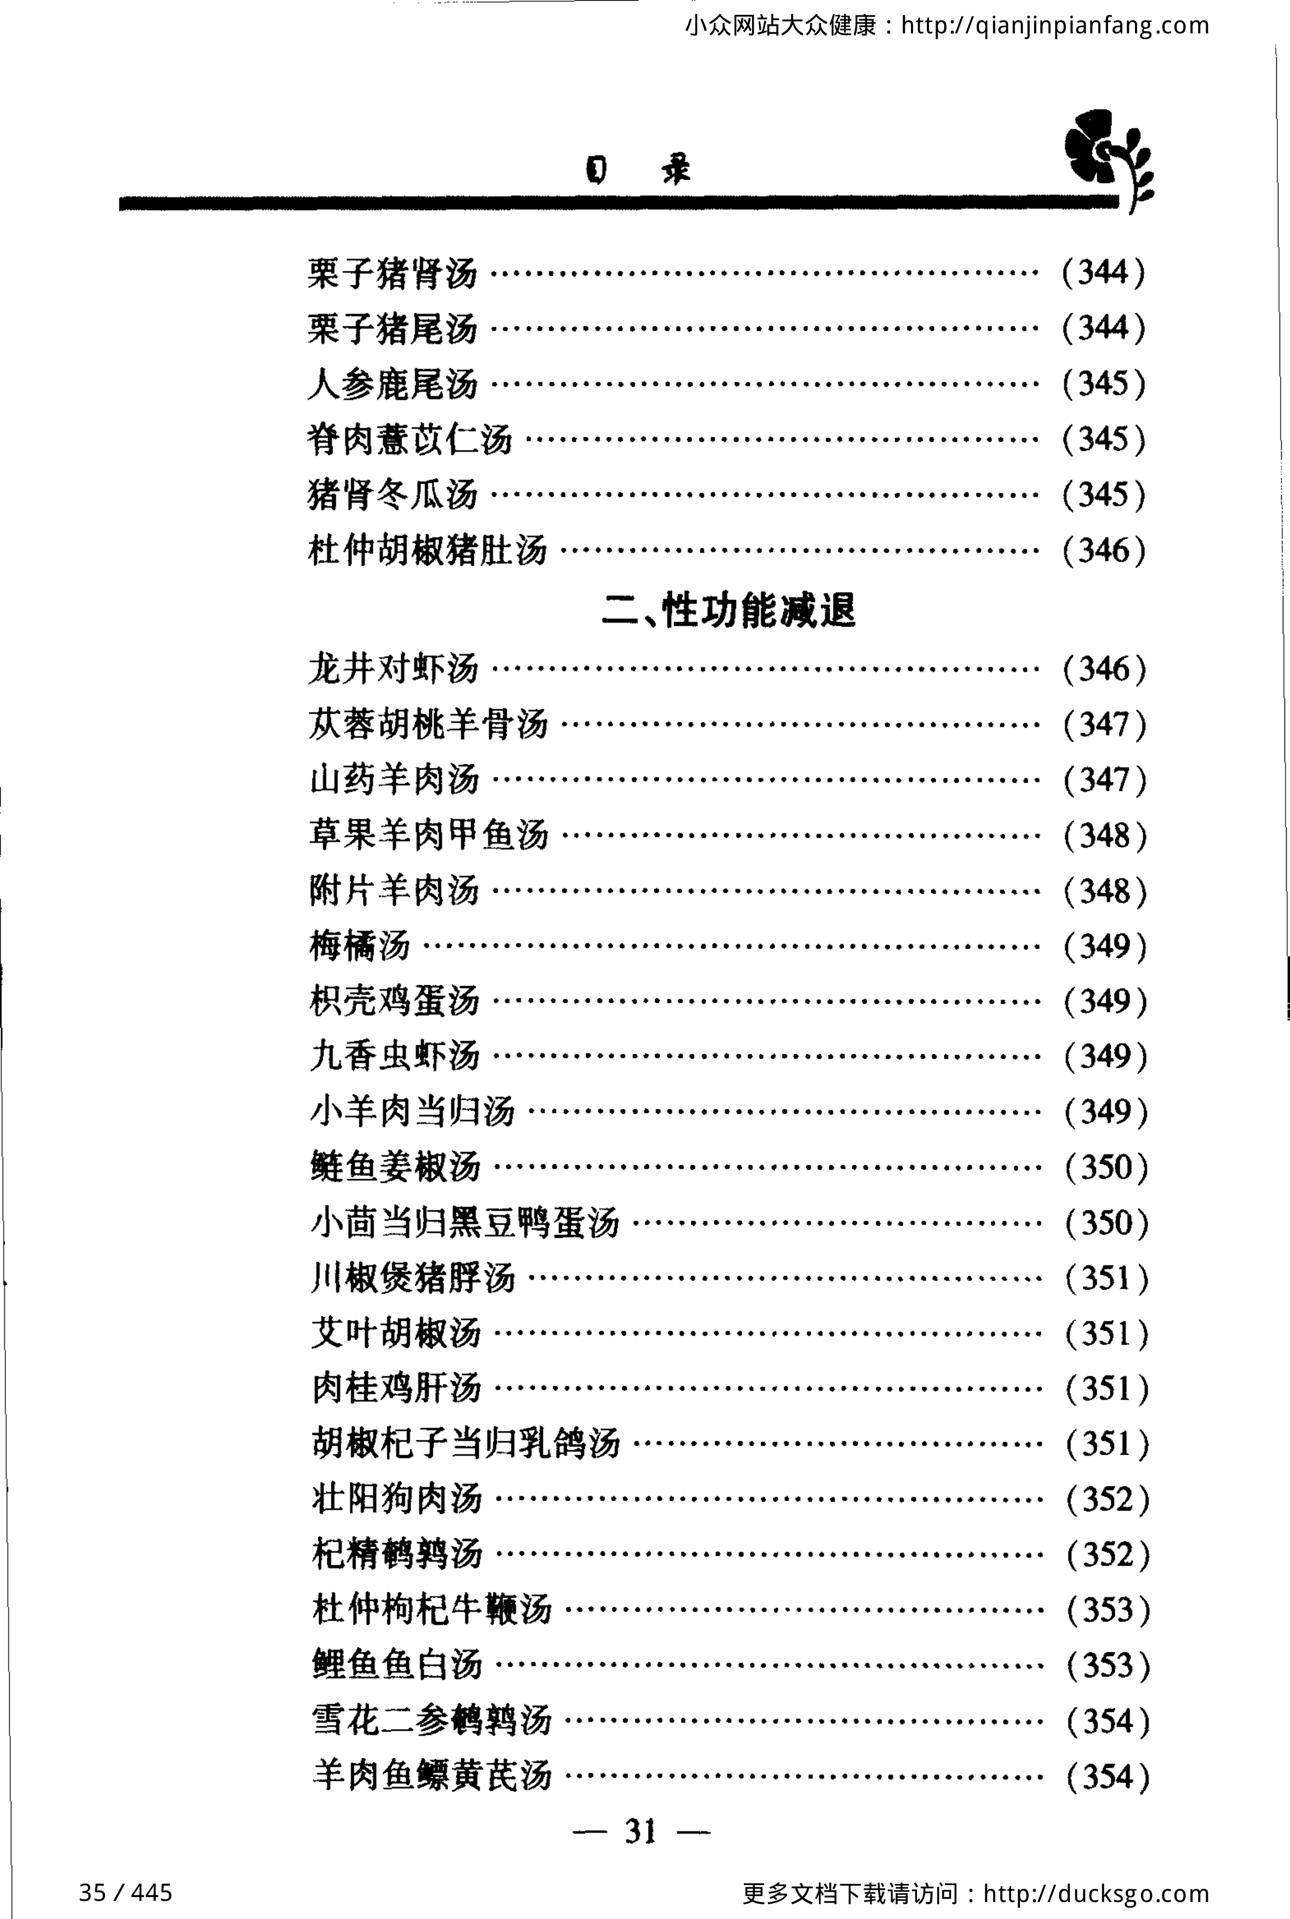 小众网站大众健康：http://qianjinpianfang.com
目 录
栗子猪肾汤 …………………………………………… (344)
栗子猪尾汤 …………………………………………… (344)
人参鹿尾汤 …………………………………………… (345)
脊肉薏苡仁汤 ………………………………………… (345)
猪肾冬瓜汤 …………………………………………… (345)
杜仲胡椒猪肚汤 ……………………………………… (346)
二、性功能减退
龙井对虾汤 …………………………………………… (346)
苁蓉胡桃羊骨汤 ……………………………………… (347)
山药羊肉汤 …………………………………………… (347)
草果羊肉甲鱼汤 ……………………………………… (348)
附片羊肉汤 …………………………………………… (348)
梅橘汤 ………………………………………………… (349)
枳壳鸡蛋汤 …………………………………………… (349)
九香虫虾汤 …………………………………………… (349)
小羊肉当归汤 ………………………………………… (349)
鲢鱼姜椒汤 …………………………………………… (350)
小茴当归黑豆鸭蛋汤 ………………………………… (350)
川椒煲猪脬汤 ………………………………………… (351)
艾叶胡椒汤 …………………………………………… (351)
肉桂鸡肝汤 …………………………………………… (351)
胡椒杞子当归乳鸽汤 ………………………………… (351)
壮阳狗肉汤 …………………………………………… (352)
杞精鹌鹑汤 …………………………………………… (352)
杜仲枸杞牛鞭汤 ……………………………………… (353)
鲤鱼鱼白汤 …………………………………………… (353)
雪花二参鹌鹑汤 ……………………………………… (354)
羊肉鱼鳔黄芪汤 ……………………………………… (354)
— 31 —
35 / 445
更多文档下载请访问：http://ducksgo.com